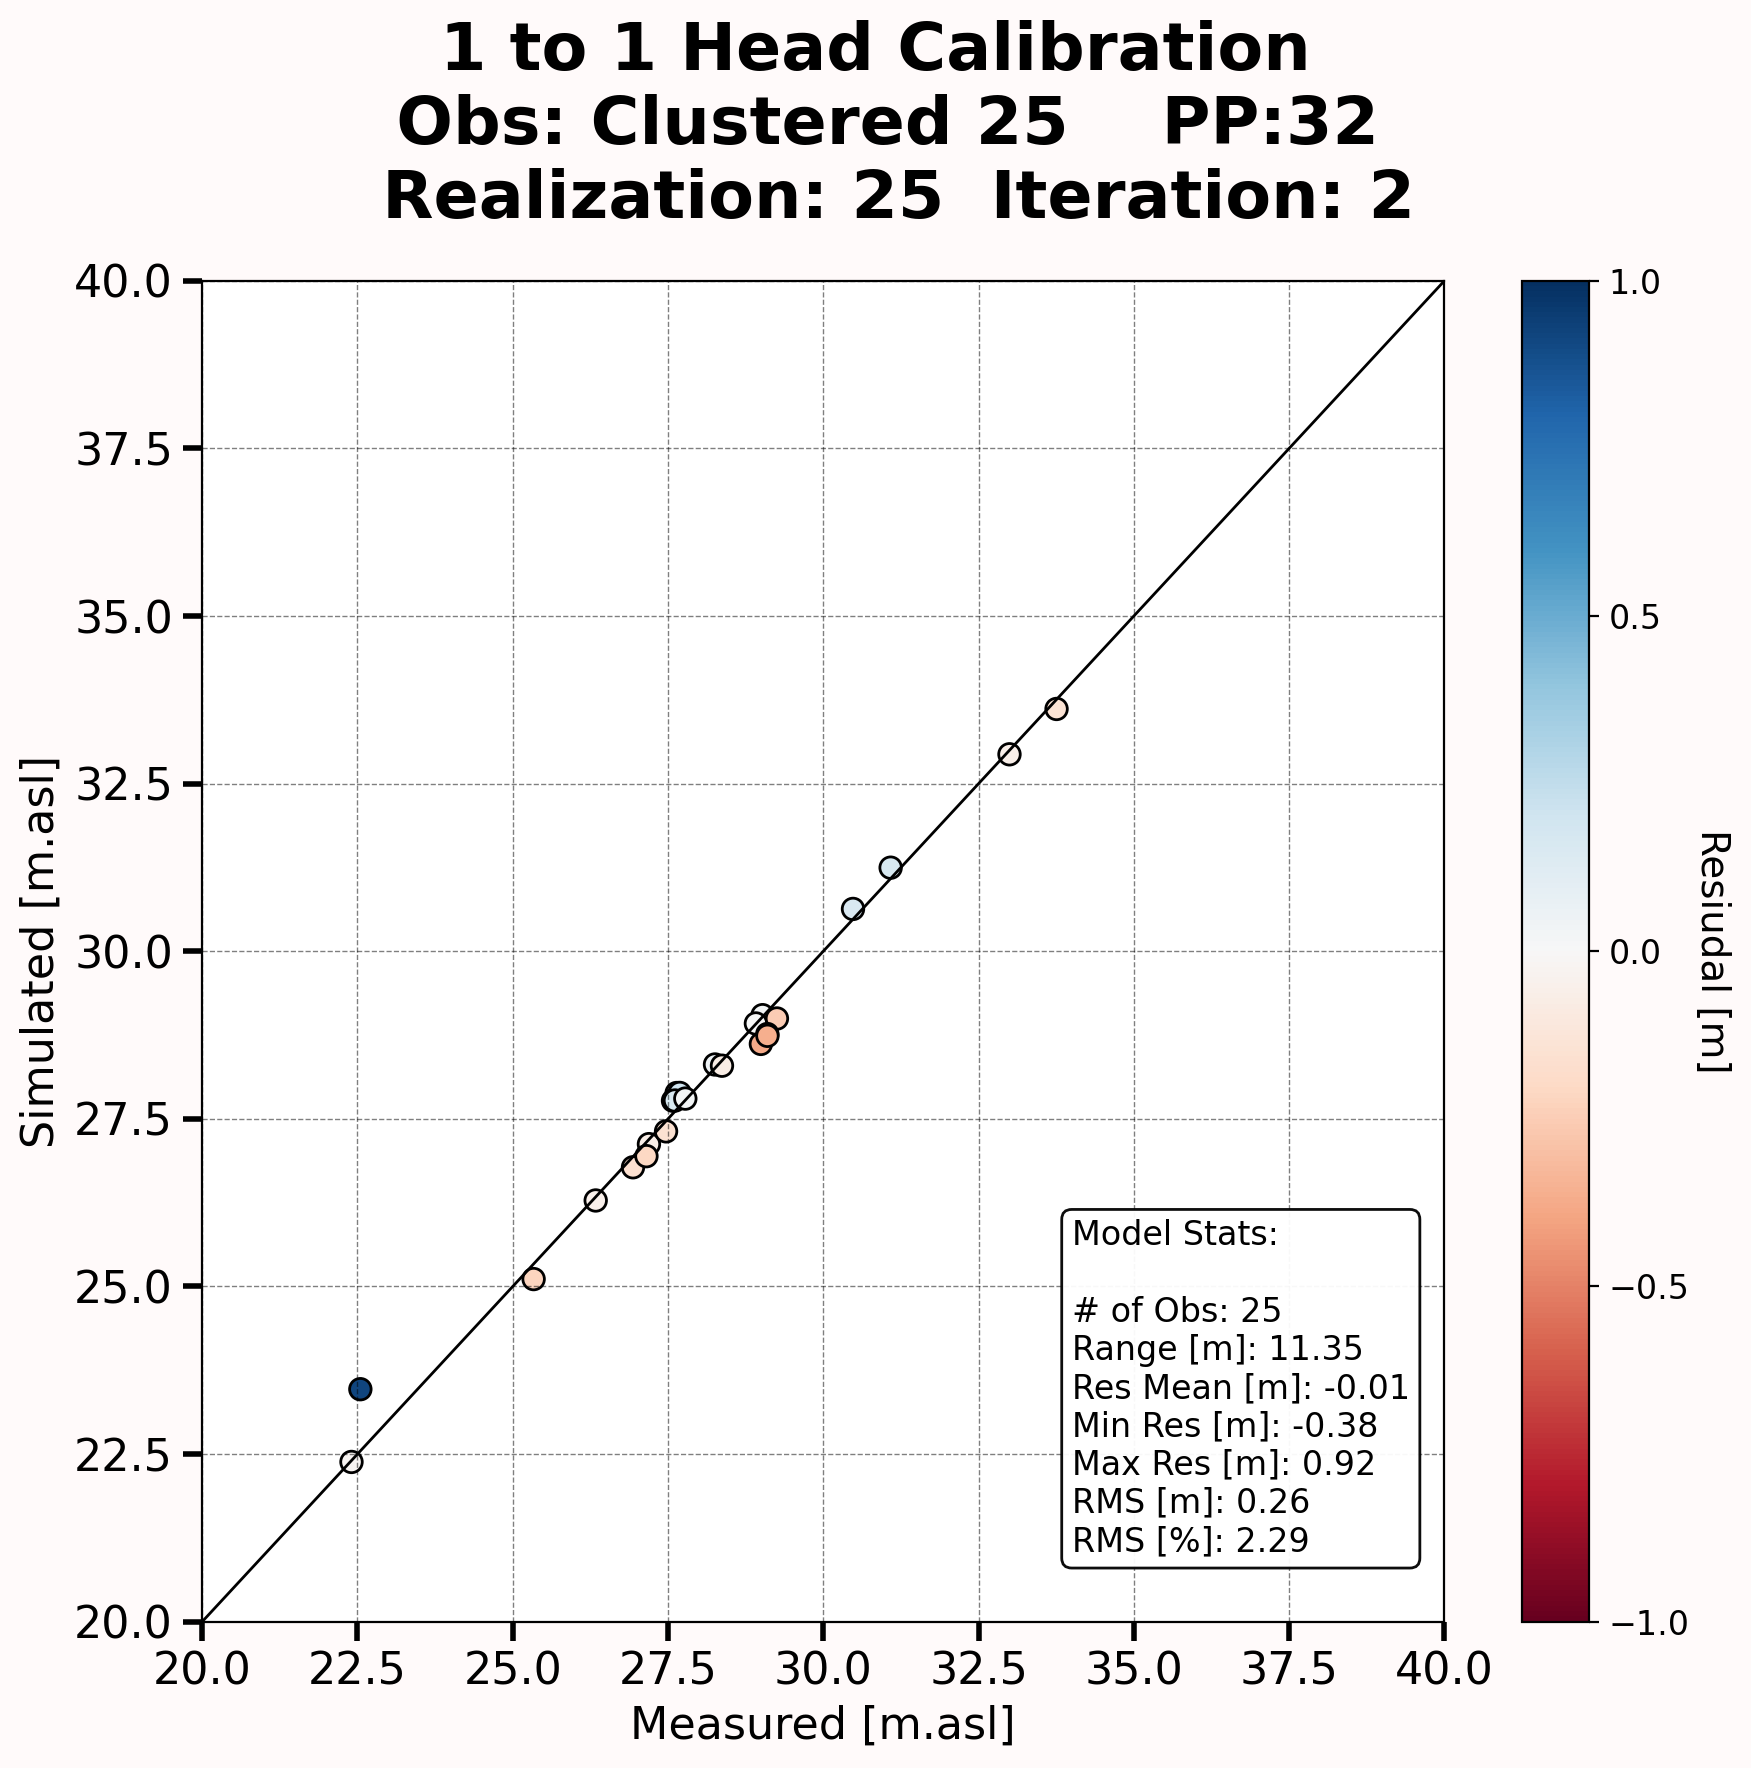 1 to 1 Head Calibration
Obs: Clustered 25    PP:32
Realization: 25  Iteration: 2
40.0
37.5
35.0
32.5
30.0
27.5
25.0
22.5
20.0
Simulated [m.asl]
20.0 22.5 25.0 27.5 30.0 32.5 35.0 37.5 40.0
Measured [m.asl]
Model Stats:
# of Obs: 25
Range [m]: 11.35
Res Mean [m]: -0.01
Min Res [m]: -0.38
Max Res [m]: 0.92
RMS [m]: 0.26
RMS [%]: 2.29
1.0
0.5
0.0
−0.5
−1.0
Resiudal [m]